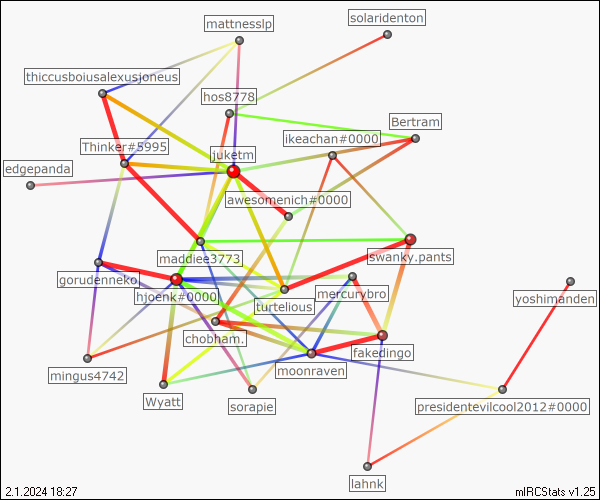 solaridenton
mattnesslp
thiccusboiusalexusjoneus
hos8778
Bertram
ikeachan#0000
Thinker#5995
juketm
edgepanda
awesomenich#0000
maddiee3773
swanky.pants
gorudenneko
mercurybro
hjoenk#0000
yoshimanden
turtelious
chobham.
fakedingo
moonraven
mingus4742
Wyatt
sorapie
presidentevilcool2012#0000
lahnk
2.1.2024 18:27
mIRCStats v1.25